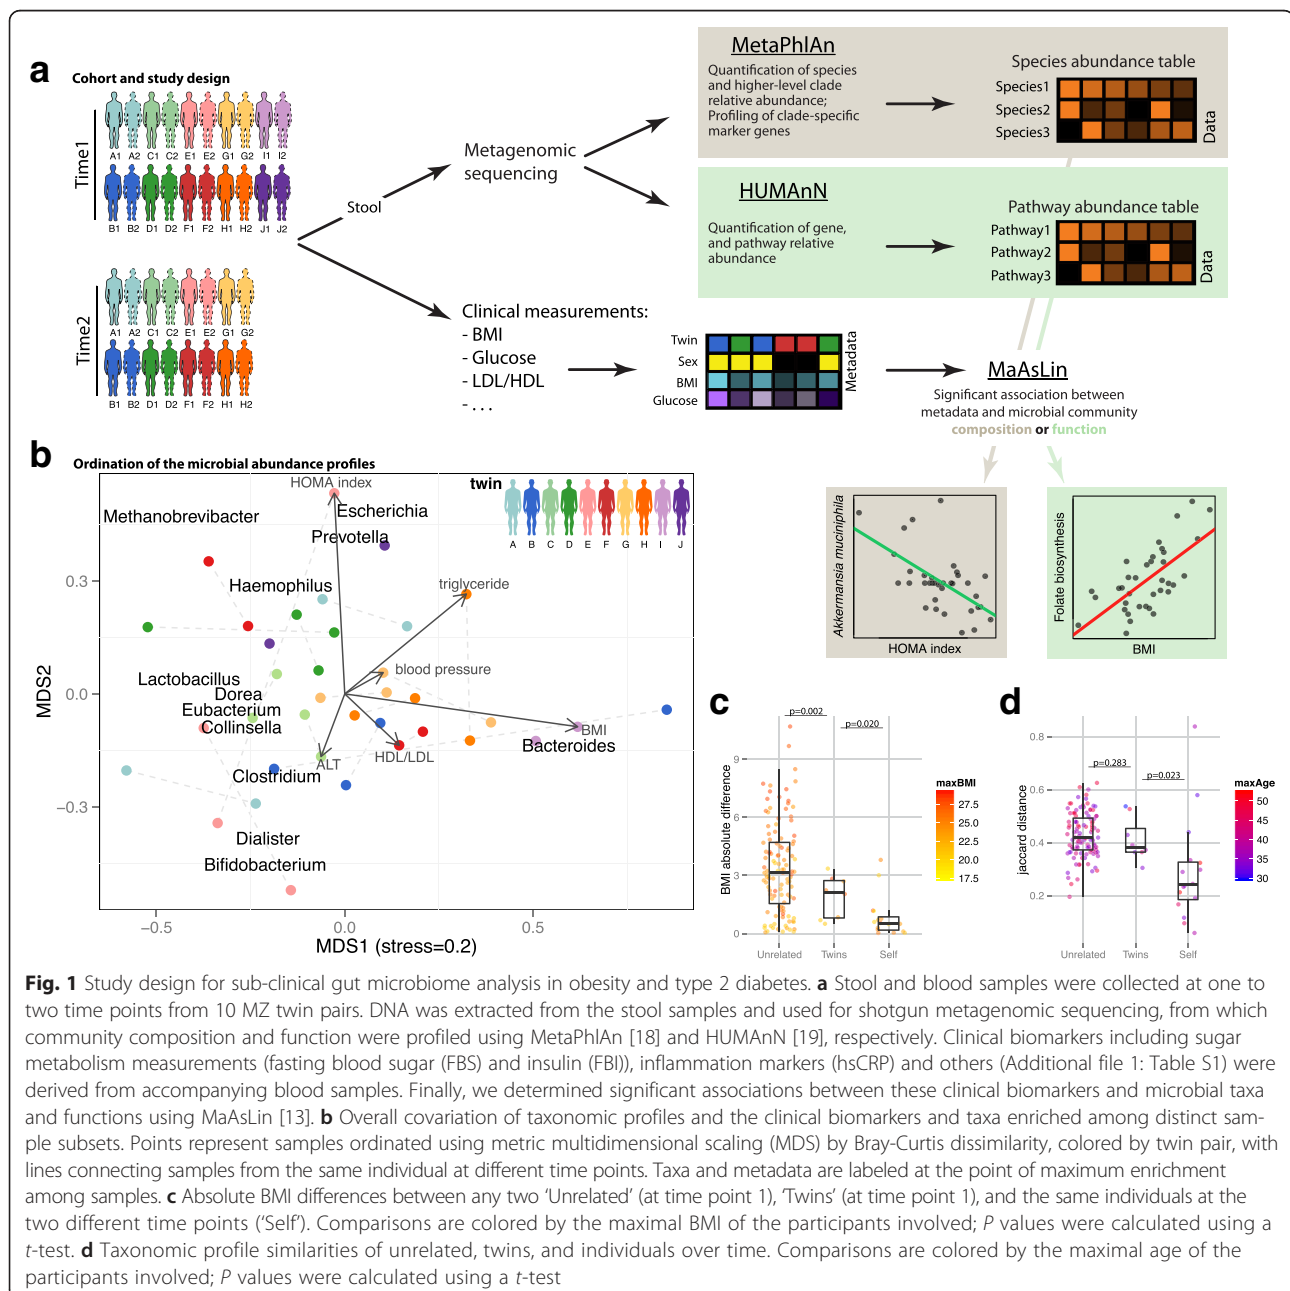 a
Cohort and study design
Time1
A1 A2 C1 C2 E1 E2 G1 G2 I1 I2
B1 B2 D1 D2 F1 F2 H1 H2 J1 J2
Time2
A1 A2 C1 C2 E1 E2 G1 G2
B1 B2 D1 D2 F1 F2 H1 H2
Stool
Metagenomic
sequencing
Clinical measurements:
- BMI
- Glucose
- LDL/HDL
- . . .
MetaPhlAn
Quantification of species
and higher-level clade
relative abundance;
Profiling of clade-specific
marker genes
Species abundance table
Species1
Species2
Species3
Data
HUMAnN
Quantification of gene,
and pathway relative
abundance
Pathway abundance table
Pathway1
Pathway2
Pathway3
Data
Twin
Sex
BMI
Glucose
Metadata
MaAsLin
Significant association between
metadata and microbial community
composition or function
Akkermansia muciniphila
HOMA index
Folate biosynthesis
BMI
b
Ordination of the microbial abundance profiles
HOMA index
twin
A B C D E F G H I J
Methanobrevibacter
Escherichia
Prevotella
Haemophilus
triglyceride
blood pressure
Lactobacillus
Dorea
Eubacterium
Collinsella
BMI
Bacteroides
HDL/LDL
ALT
Clostridium
Dialister
Bifidobacterium
MDS2
0.3
0.0
−0.3
−0.5 0.0 0.5
MDS1 (stress=0.2)
c
p=0.002
p=0.020
BMI absolute difference
9
6
3
0
Unrelated Twins Self
maxBMI
27.5
25.0
22.5
20.0
17.5
d
p=0.283
p=0.023
jaccard distance
0.8
0.6
0.4
0.2
Unrelated Twins Self
maxAge
50
45
40
35
30
Fig. 1 Study design for sub-clinical gut microbiome analysis in obesity and type 2 diabetes. a Stool and blood samples were collected at one to
two time points from 10 MZ twin pairs. DNA was extracted from the stool samples and used for shotgun metagenomic sequencing, from which
community composition and function were profiled using MetaPhlAn [18] and HUMAnN [19], respectively. Clinical biomarkers including sugar
metabolism measurements (fasting blood sugar (FBS) and insulin (FBI)), inflammation markers (hsCRP) and others (Additional file 1: Table S1) were
derived from accompanying blood samples. Finally, we determined significant associations between these clinical biomarkers and microbial taxa
and functions using MaAsLin [13]. b Overall covariation of taxonomic profiles and the clinical biomarkers and taxa enriched among distinct sam-
ple subsets. Points represent samples ordinated using metric multidimensional scaling (MDS) by Bray-Curtis dissimilarity, colored by twin pair, with
lines connecting samples from the same individual at different time points. Taxa and metadata are labeled at the point of maximum enrichment
among samples. c Absolute BMI differences between any two ‘Unrelated’ (at time point 1), ‘Twins’ (at time point 1), and the same individuals at the
two different time points (‘Self’). Comparisons are colored by the maximal BMI of the participants involved; P values were calculated using a
t-test. d Taxonomic profile similarities of unrelated, twins, and individuals over time. Comparisons are colored by the maximal age of the
participants involved; P values were calculated using a t-test